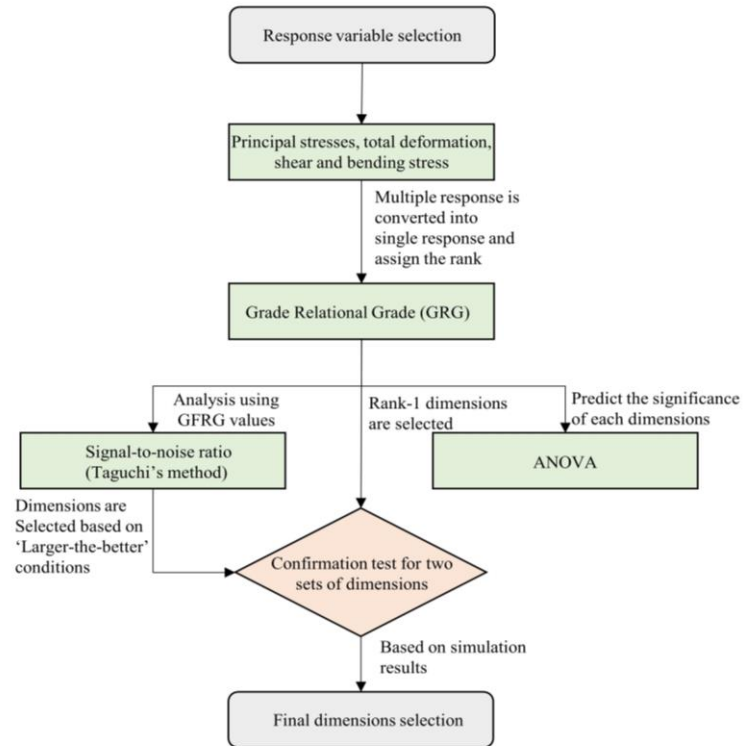 Response variable selection
Principal stresses, total deformation,
shear and bending stress
Multiple response is
converted into
single response and
assign the rank
Grade Relational Grade (GRG)
Analysis using
GFRG values
Rank-1 dimensions
are selected
Predict the significance
of each dimensions
Signal-to-noise ratio
(Taguchi's method)
ANOVA
Dimensions are
Selected based on
‘Larger-the-better’
conditions
Confirmation test for two
sets of dimensions
Based on simulation
results
Final dimensions selection